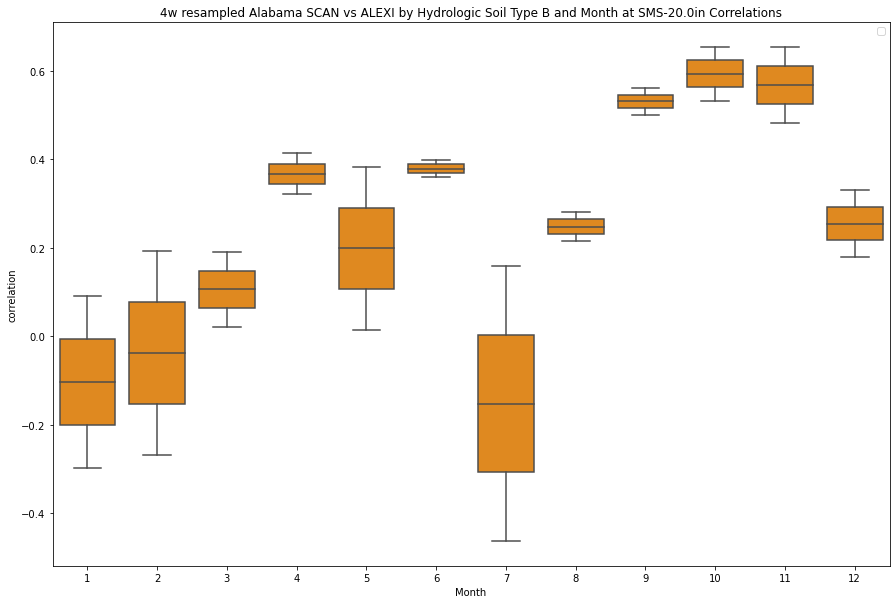 4w resampled Alabama SCAN vs ALEXI by Hydrologic Soil Type B and Month at SMS-20.0in Correlations
correlation
0.6
0.4
0.2
0.0
−0.2
−0.4
1 2 3 4 5 6 7 8 9 10 11 12
Month